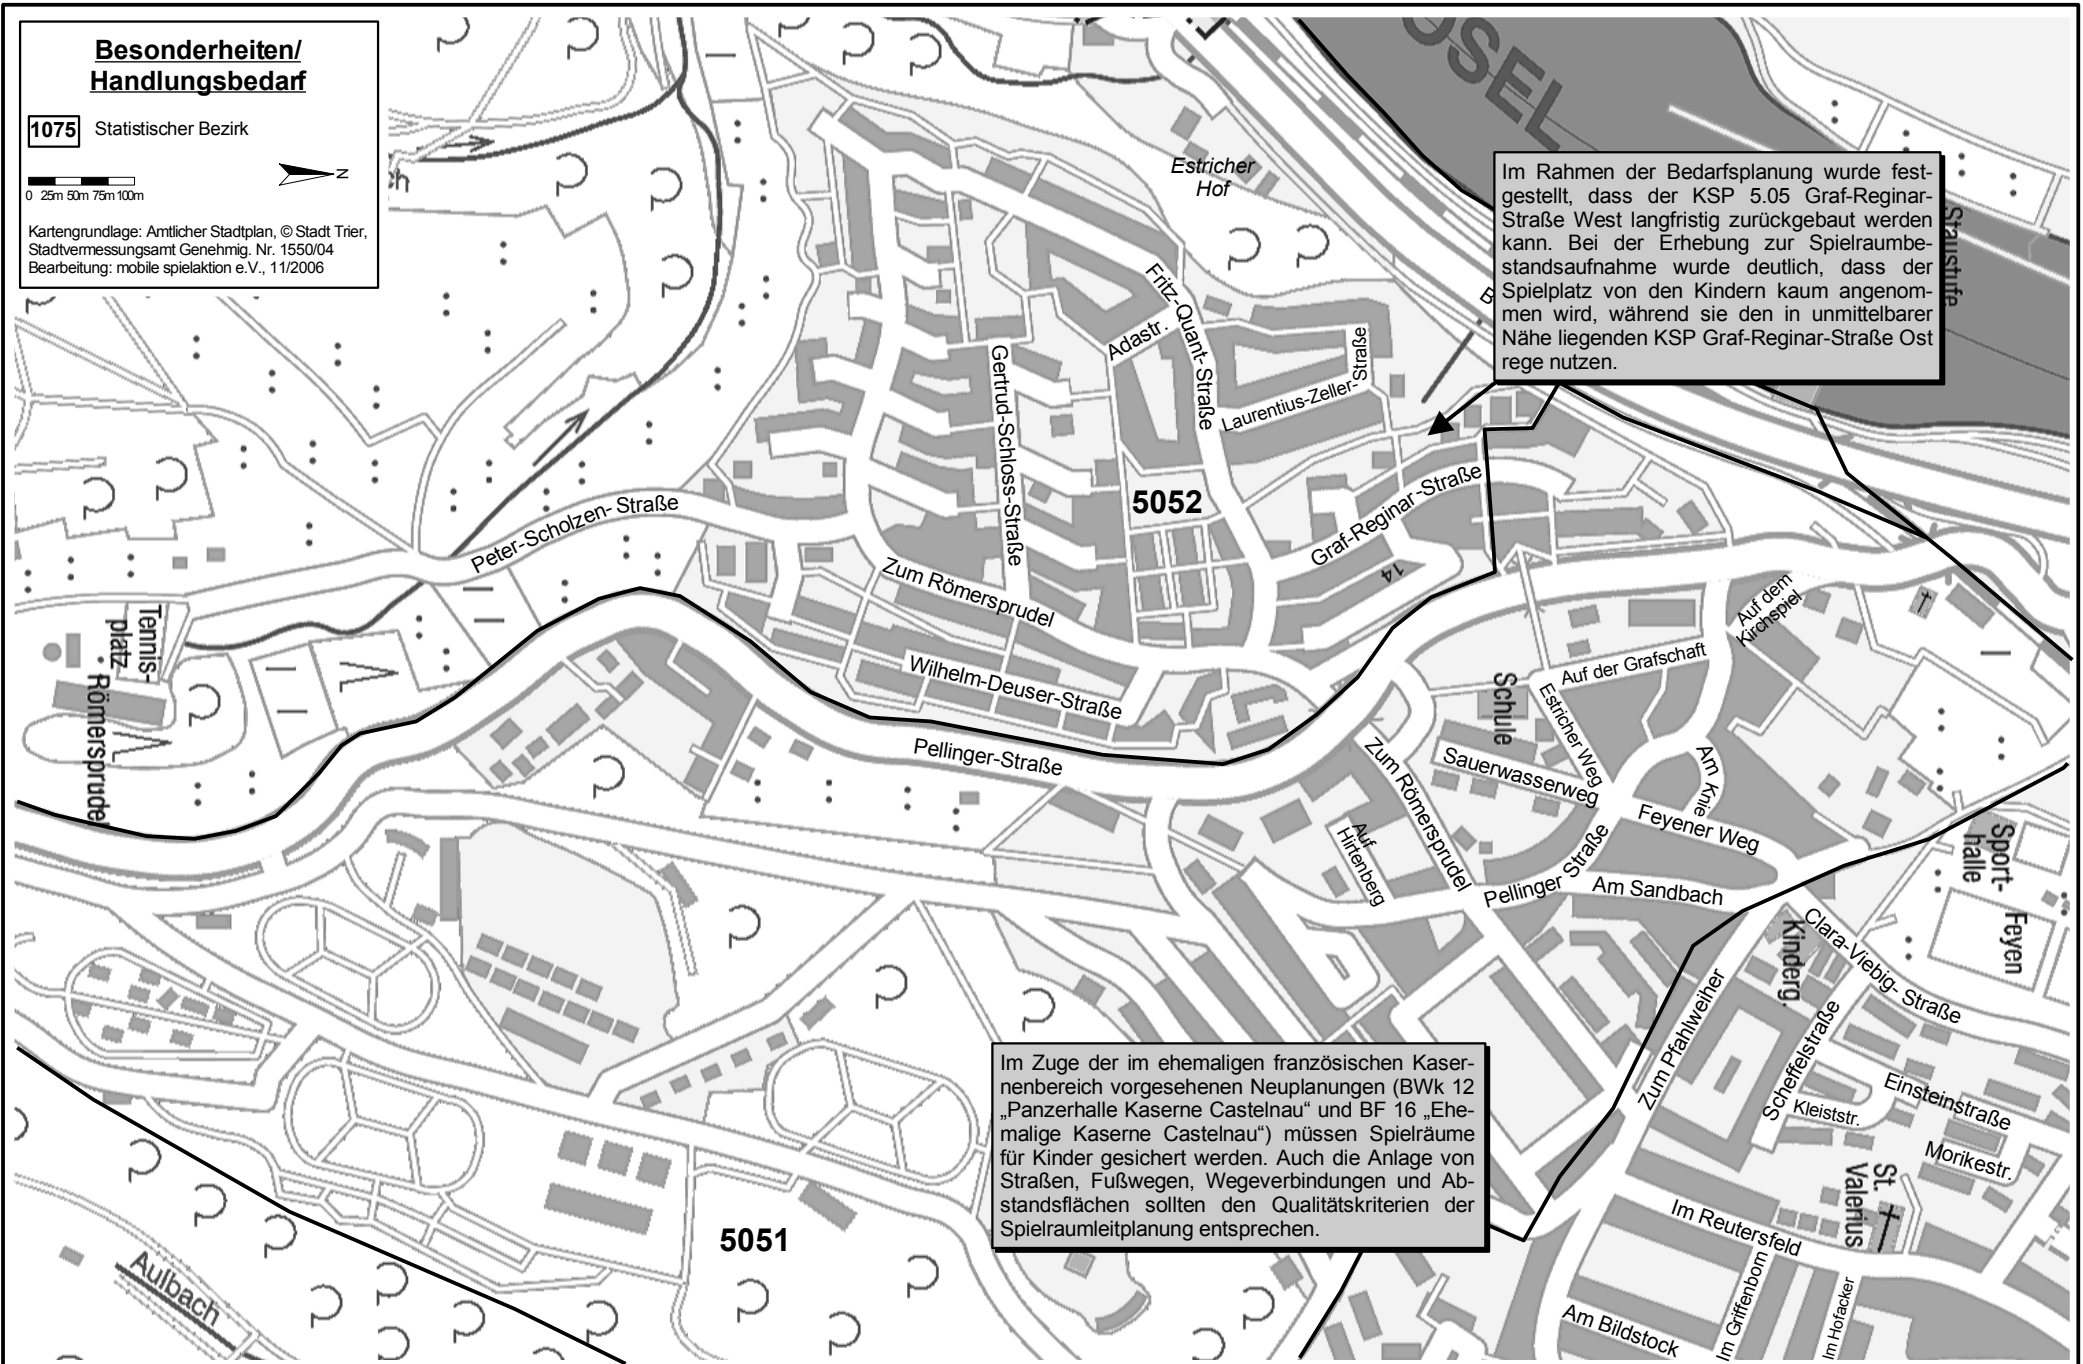 Besonderheiten/
Handlungsbedarf
1075 Statistischer Bezirk
N
0 25m 50m 75m 100m
Kartengrundlage: Amtlicher Stadtplan, © Stadt Trier,
Stadtvermessungsamt Genehmig. Nr. 1550/04
Bearbeitung: mobile spielaktion e.V., 11/2006
OSEL
Estricher
Hof
Im Rahmen der Bedarfsplanung wurde fest-
gestellt, dass der KSP 5.05 Graf-Reginar-
Straße West langfristig zurückgebaut werden
kann. Bei der Erhebung zur Spielraumbe-
standsaufnahme wurde deutlich, dass der
Spielplatz von den Kindern kaum angenom-
men wird, während sie den in unmittelbarer
Nähe liegenden KSP Graf-Reginar-Straße Ost
rege nutzen.
Staustufe
ch
B
Fritz-Quant-Straße
Adastr.
Gertrud-Schloss-Straße
Laurentius-Zeller-Straße
5052
Graf-Reginar-Straße
14
Peter-Scholzen- Straße
Zum Römersprudel
Wilhelm-Deuser-Straße
Tennis-
platz
Römersprudel
Pellinger-Straße
Auf dem
Kirchspiel
Auf der Grafschaft
Schule
Estricher Weg
Sauerwasserweg
Zum Römersprudel
Am Knie
Feyener Weg
Auf
Hirtenberg
Pellinger Straße
Am Sandbach
Sport-
halle
Feyen
Kinderg.
Clara-Viebig- Straße
Zum Pfahlweiher
Scheffelstraße
Einsteinstraße
Kleiststr.
Morikestr.
St.
Valerius
Im Reutersfeld
Im Griffenborn
Im Hofacker
Am Bildstock
Im Zuge der im ehemaligen französischen Kaser-
nenbereich vorgesehenen Neuplanungen (BWk 12
„Panzerhalle Kaserne Castelnau“ und BF 16 „Ehe-
malige Kaserne Castelnau“) müssen Spielräume
für Kinder gesichert werden. Auch die Anlage von
Straßen, Fußwegen, Wegeverbindungen und Ab-
standsflächen sollten den Qualitätskriterien der
Spielraumleitplanung entsprechen.
5051
Aulbach